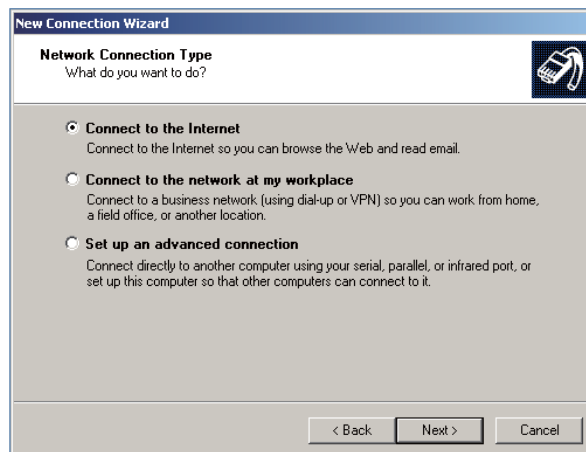 New Connection Wizard
Network Connection Type
What do you want to do?
Connect to the Internet
Connect to the Internet so you can browse the Web and read email.
Connect to the network at my workplace
Connect to a business network (using dial-up or VPN) so you can work from home,
a field office, or another location.
Set up an advanced connection
Connect directly to another computer using your serial, parallel, or infrared port, or
set up this computer so that other computers can connect to it.
< Back
Next >
Cancel